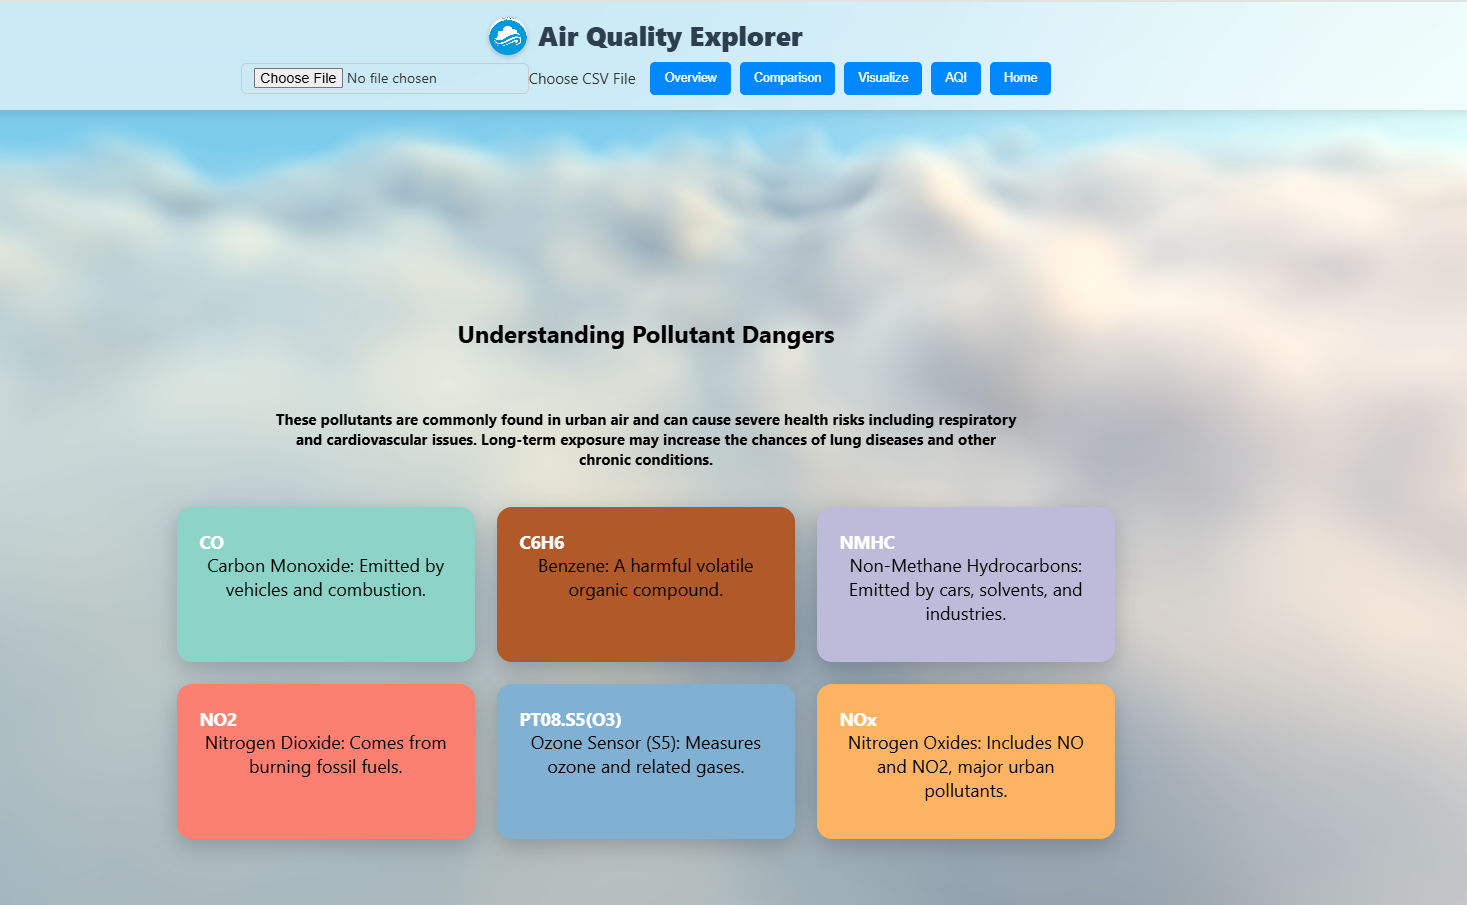 Air Quality Explorer
Choose File No file chosen Choose CSV File Overview Comparison Visualize AQI Home
Understanding Pollutant Dangers
These pollutants are commonly found in urban air and can cause severe health risks including respiratory
and cardiovascular issues. Long-term exposure may increase the chances of lung diseases and other
chronic conditions.
CO
Carbon Monoxide: Emitted by
vehicles and combustion.
C6H6
Benzene: A harmful volatile
organic compound.
NMHC
Non-Methane Hydrocarbons:
Emitted by cars, solvents, and
industries.
NO2
Nitrogen Dioxide: Comes from
burning fossil fuels.
PT08.S5(O3)
Ozone Sensor (S5): Measures
ozone and related gases.
NOx
Nitrogen Oxides: Includes NO
and NO2, major urban
pollutants.